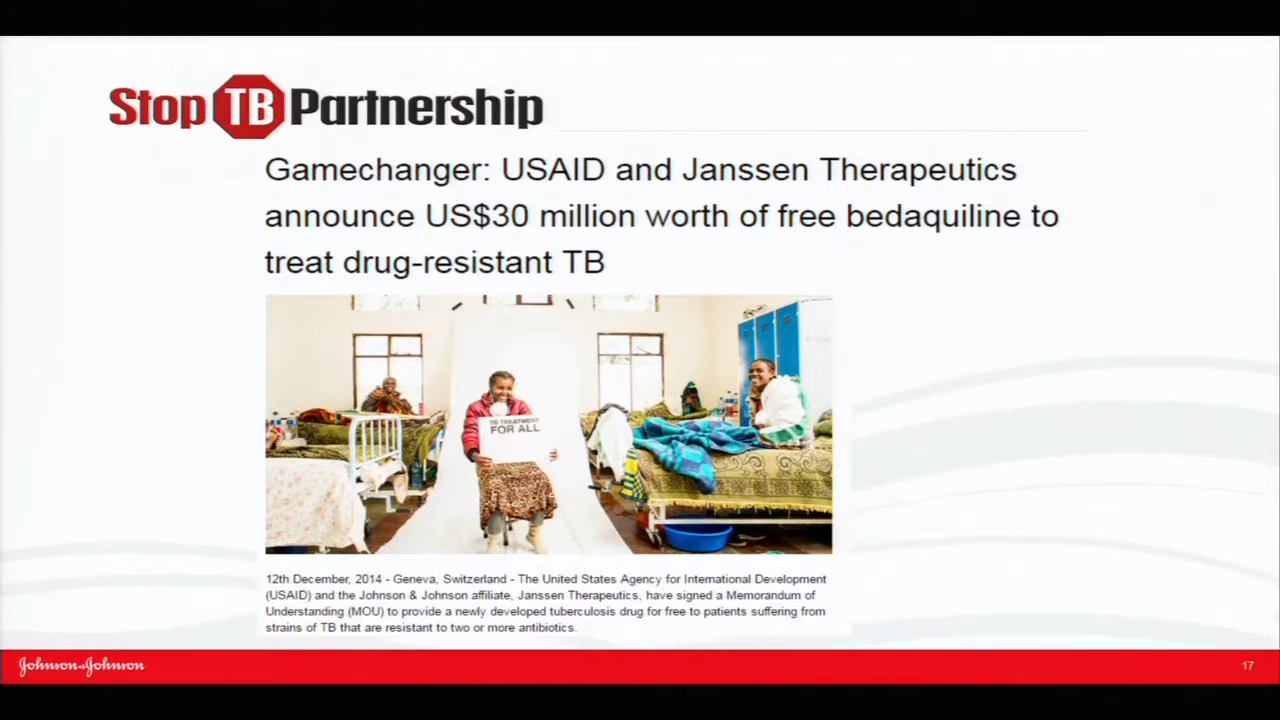 Stop TB Partnership
Gamechanger: USAID and Janssen Therapeutics
announce US$30 million worth of free bedaquiline to
treat drug-resistant TB
TB TREATMENT
FOR ALL
12th December, 2014 - Geneva, Switzerland - The United States Agency for International Development
(USAID) and the Johnson & Johnson affiliate, Janssen Therapeutics, have signed a Memorandum of
Understanding (MOU) to provide a newly developed tuberculosis drug for free to patients suffering from
strains of TB that are resistant to two or more antibiotics.
Johnson & Johnson
17